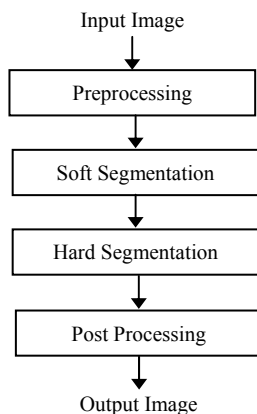 Input Image
Preprocessing
Soft Segmentation
Hard Segmentation
Post Processing
Output Image